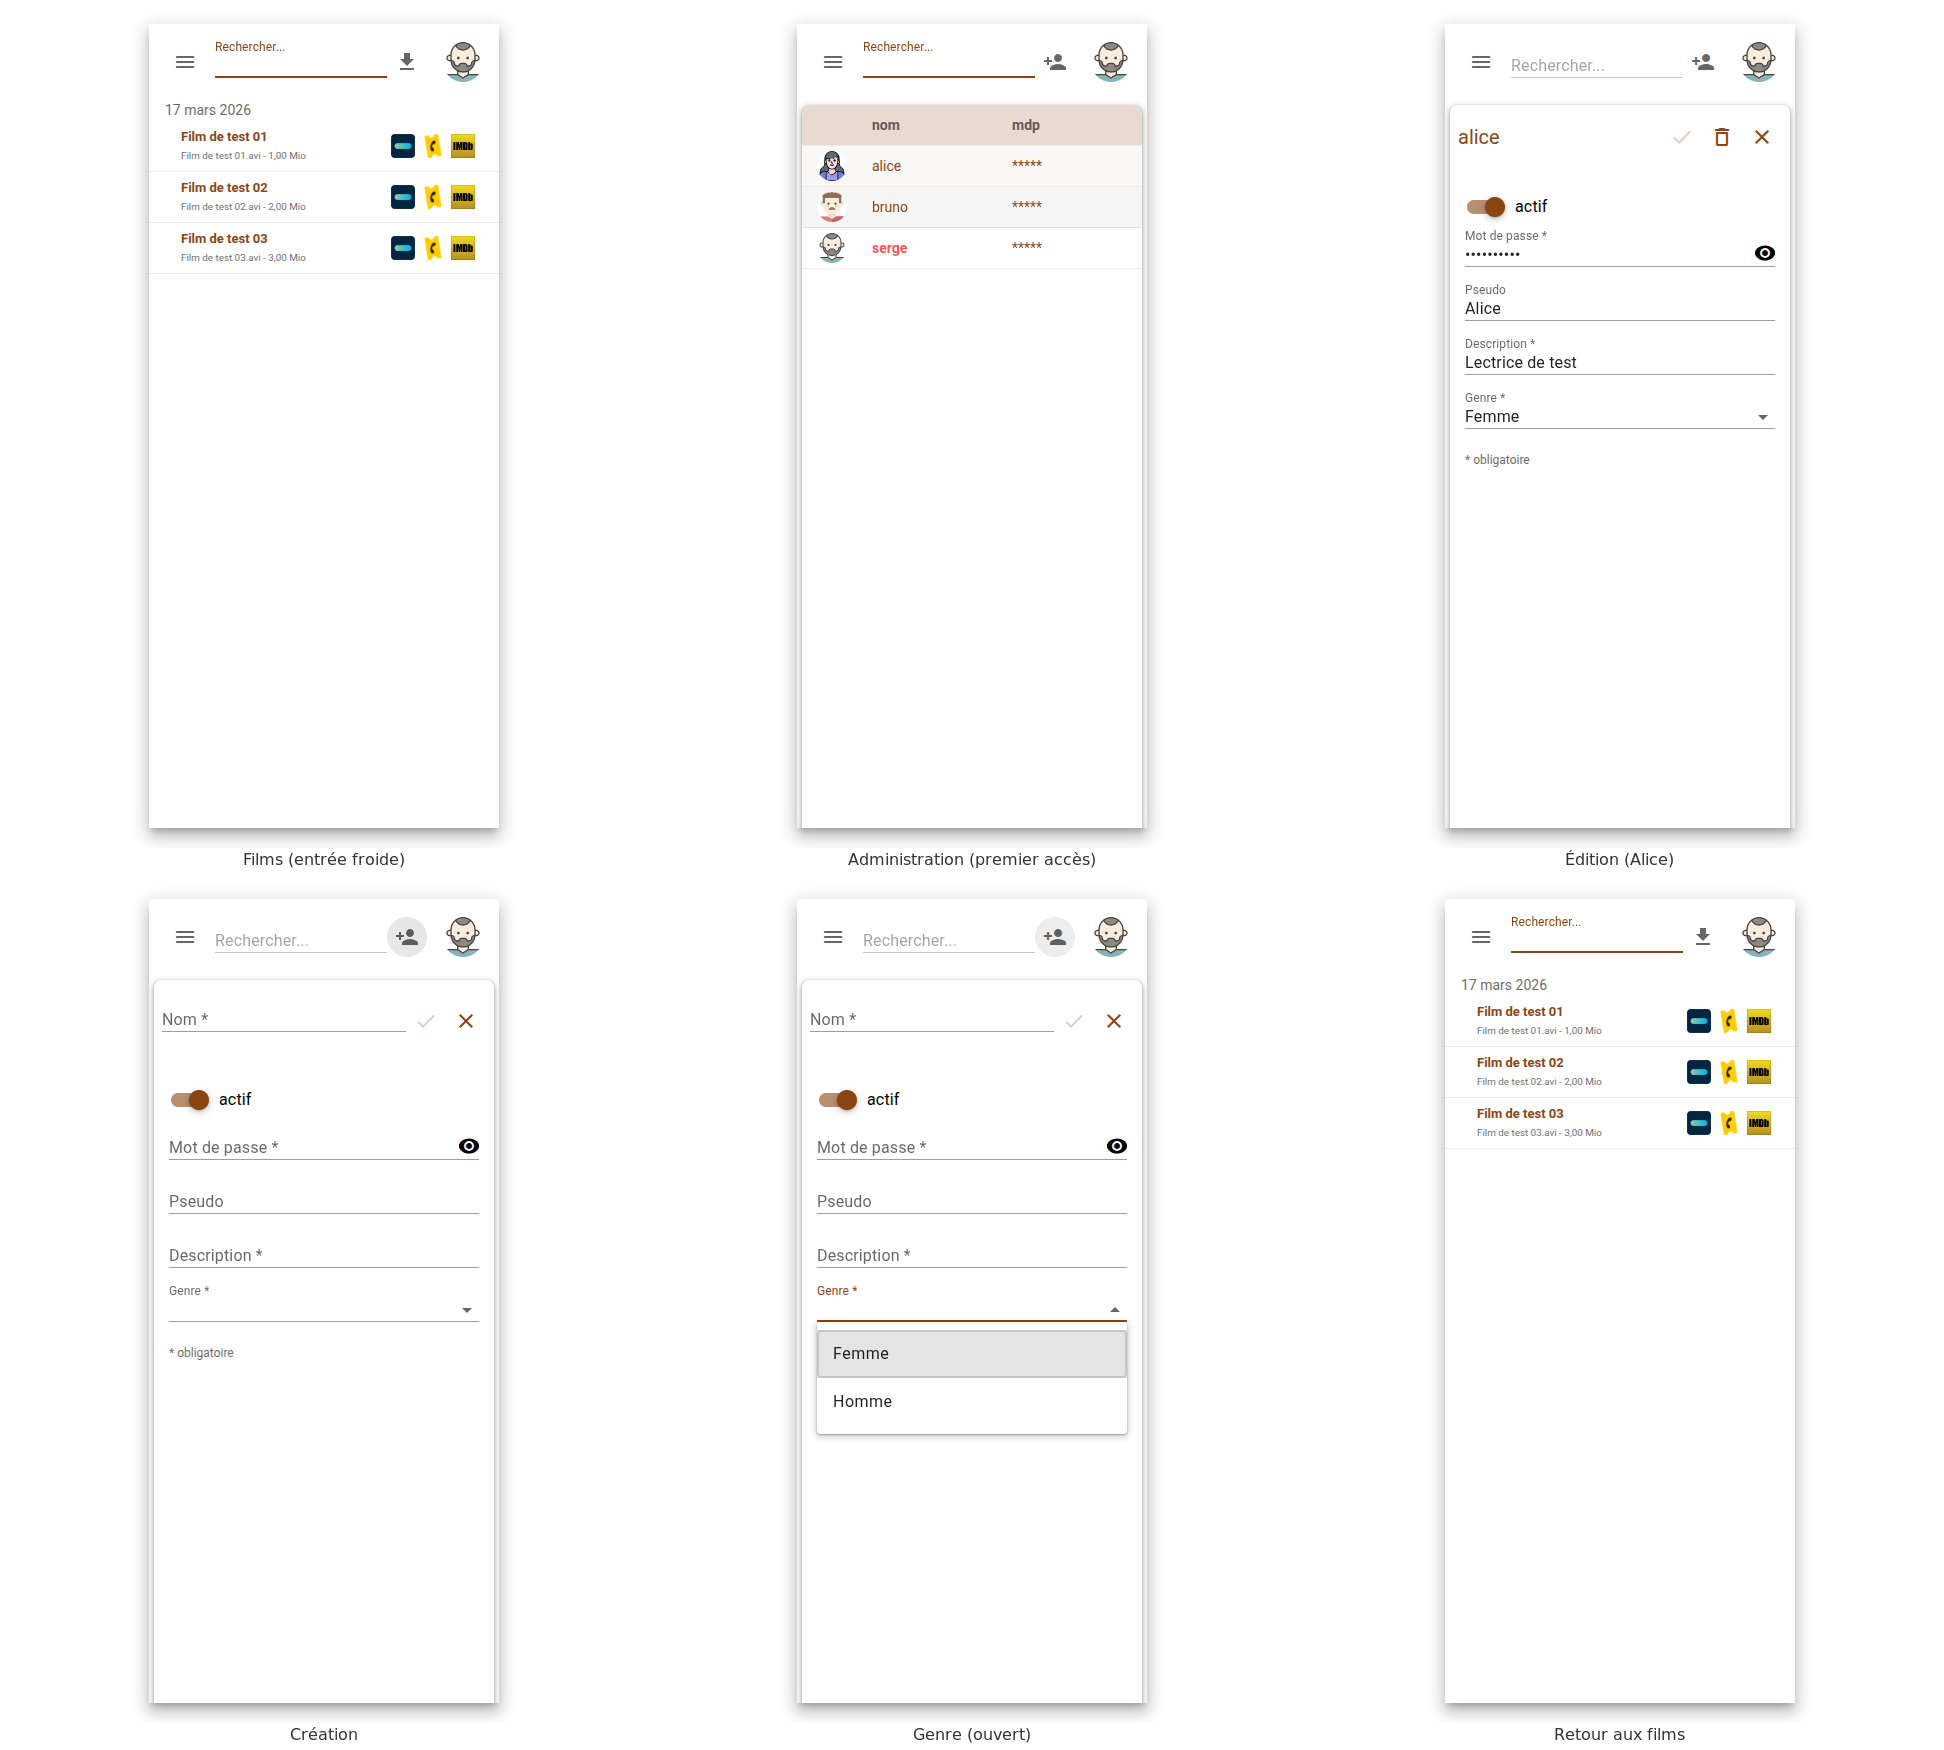 Rechercher...
17 mars 2026
Film de test 01
Film de test 01.avi - 1,00 Mio
IMDb
Film de test 02
Film de test 02.avi - 2,00 Mio
IMDb
Film de test 03
Film de test 03.avi - 3,00 Mio
IMDb
Films (entrée froide)
Rechercher...
nom mdp
alice *****
bruno *****
serge *****
Administration (premier accès)
Rechercher...
alice
actif
Mot de passe *
••••••••••
Pseudo
Alice
Description *
Lectrice de test
Genre *
Femme
* obligatoire
Édition (Alice)
Rechercher...
Nom *
actif
Mot de passe *
Pseudo
Description *
Genre *
* obligatoire
Création
Rechercher...
Nom *
actif
Mot de passe *
Pseudo
Description *
Genre *
Femme
Homme
Genre (ouvert)
Rechercher...
17 mars 2026
Film de test 01
Film de test 01.avi - 1,00 Mio
IMDb
Film de test 02
Film de test 02.avi - 2,00 Mio
IMDb
Film de test 03
Film de test 03.avi - 3,00 Mio
IMDb
Retour aux films